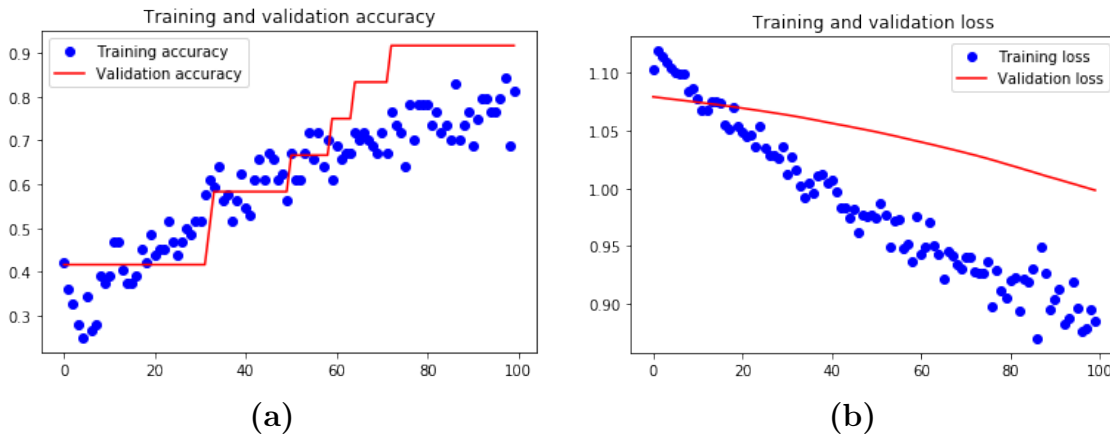 Training and validation accuracy
Training accuracy
Validation accuracy
0.9
0.8
0.7
0.6
0.5
0.4
0.3
0 20 40 60 80 100
(a)
Training and validation loss
Training loss
Validation loss
1.10
1.05
1.00
0.95
0.90
0 20 40 60 80 100
(b)